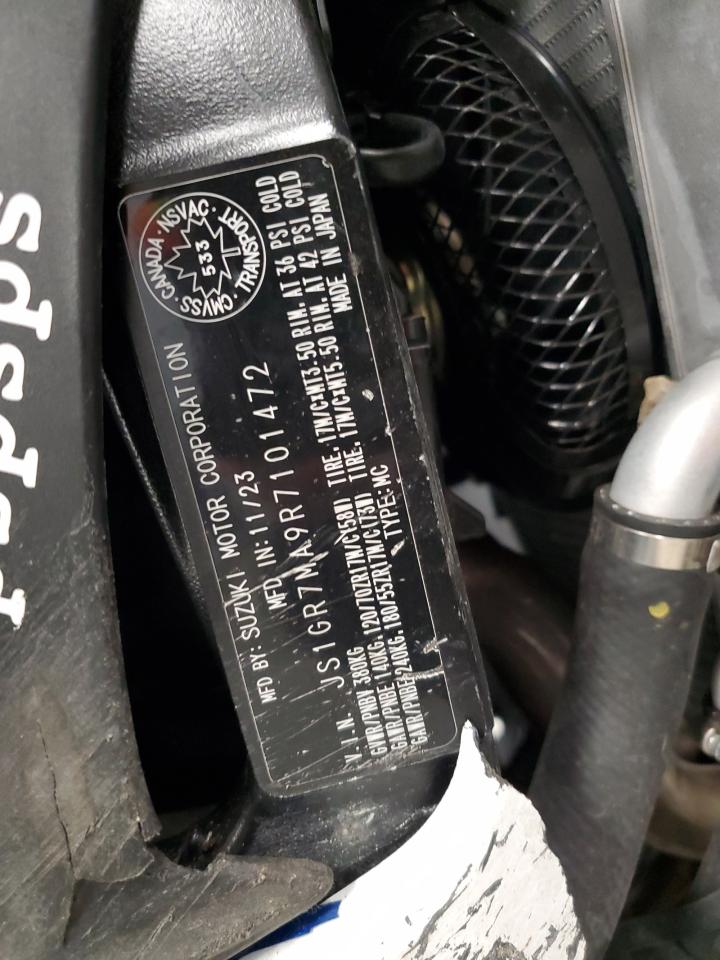 MFD BY: SUZUKI MOTOR CORPORATION
MFD IN: 11/23
V.I.N. JS1GR7MA9R7101472
GVWR/PNBV 380KG
GAWR/PNBE 140KG. 120/70ZR17M/C(58W) TIRE. 17M/C×MT3.50 RIM. AT 36 PSI COLD
GAWR/PNBE 240KG. 180/55ZR17M/C(73W) TIRE. 17M/C×MT5.50 RIM. AT 42 PSI COLD
TYPE: MC MADE IN JAPAN
CANADA · NSVAC · TRANSPORT · CMVSS
533